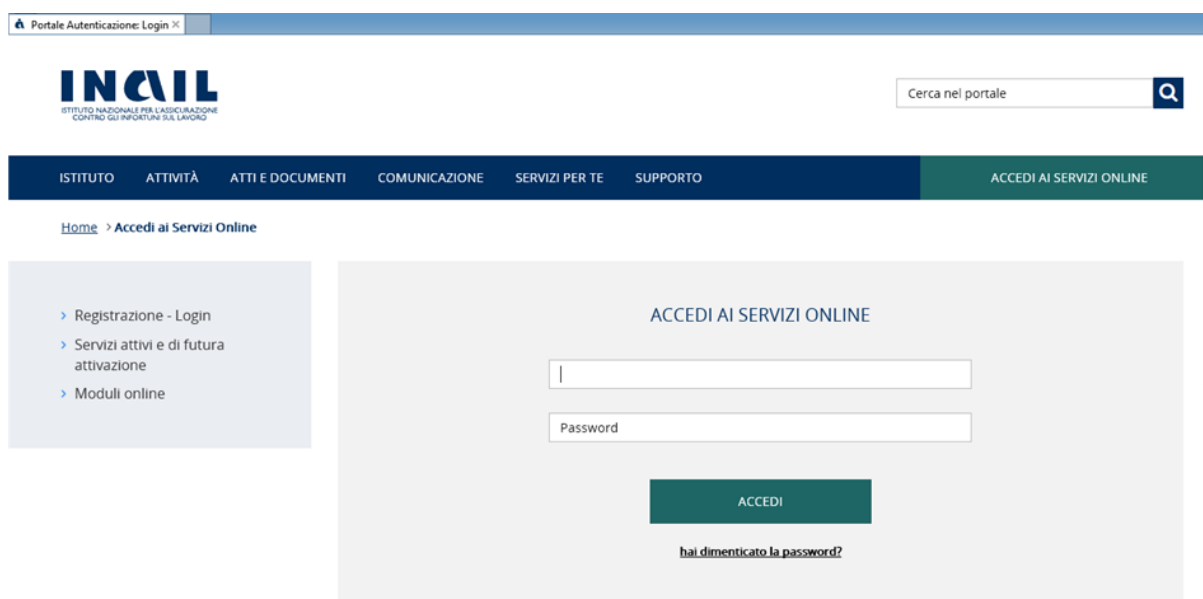 Portale Autenticazione: Login ×
INAIL
ISTITUTO NAZIONALE PER L'ASSICURAZIONE
CONTRO GLI INFORTUNI SUL LAVORO
Cerca nel portale
ISTITUTO ATTIVITÀ ATTI E DOCUMENTI COMUNICAZIONE SERVIZI PER TE SUPPORTO ACCEDI AI SERVIZI ONLINE
Home > Accedi ai Servizi Online
> Registrazione - Login
> Servizi attivi e di futura
attivazione
> Moduli online
ACCEDI AI SERVIZI ONLINE
Password
ACCEDI
hai dimenticato la password?